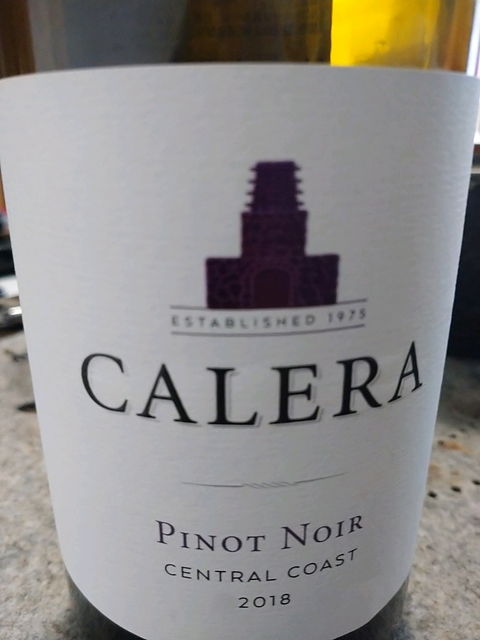 ESTABLISHED 1975
CALERA
PINOT NOIR
CENTRAL COAST
2018